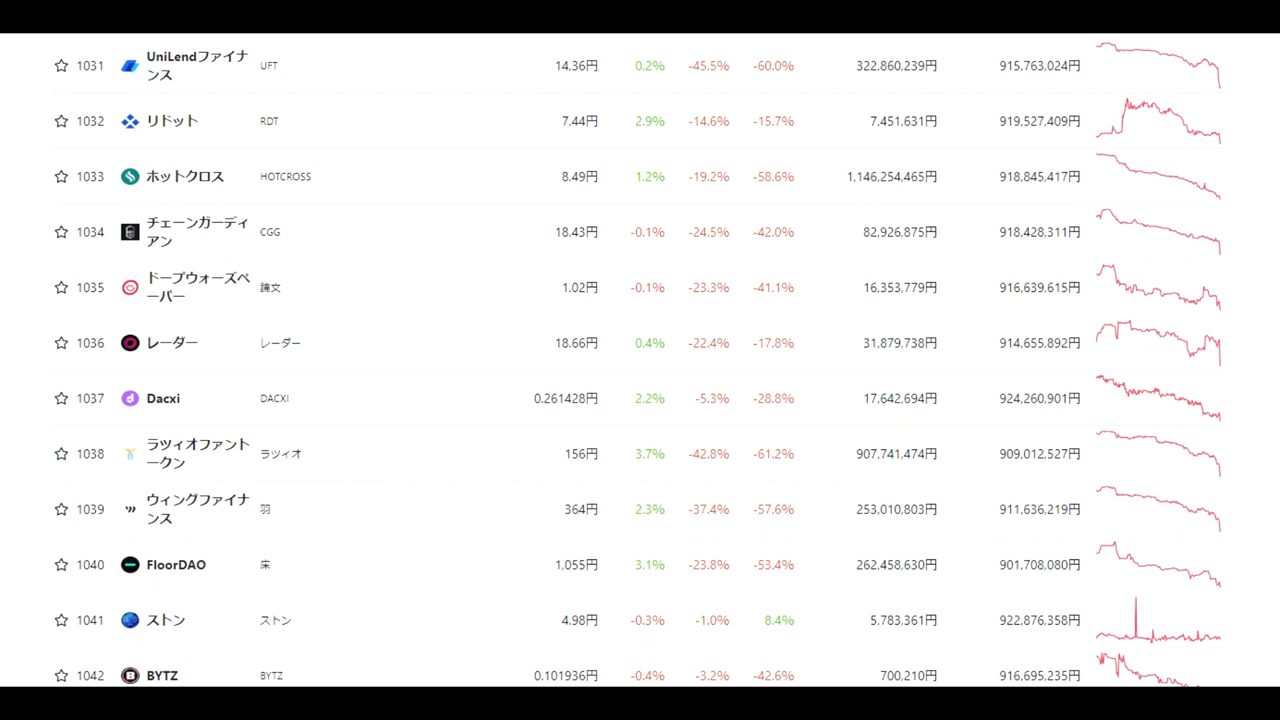 1031 UniLendファイナ
ンス UFT 14.36円 0.2% -45.5% -60.0% 322,860,239円 915,763,024円
1032 リドット RDT 7.44円 2.9% -14.6% -15.7% 7,451,631円 919,527,409円
1033 ホットクロス HOTCROSS 8.49円 1.2% -19.2% -58.6% 1,146,254,465円 918,845,417円
1034 チェーンガーディ
アン CGG 18.43円 -0.1% -24.5% -42.0% 82,926,875円 918,428,311円
1035 ドープウォーズペ
ーパー 論文 1.02円 -0.1% -23.3% -41.1% 16,353,779円 916,639,615円
1036 レーダー レーダー 18.66円 0.4% -22.4% -17.8% 31,879,738円 914,655,892円
1037 Dacxi DACXI 0.261428円 2.2% -5.3% -28.8% 17,642,694円 924,260,901円
1038 ラツィオファント
ークン ラツィオ 156円 3.7% -42.8% -61.2% 907,741,474円 909,012,527円
1039 ウィングファイナ
ンス 羽 364円 2.3% -37.4% -57.6% 253,010,803円 911,636,219円
1040 FloorDAO 床 1,055円 3.1% -23.8% -53.4% 262,458,630円 901,708,080円
1041 ストン ストン 4.98円 -0.3% -1.0% 8.4% 5,783,361円 922,876,358円
1042 BYTZ BYTZ 0.101936円 -0.4% -3.2% -42.6% 700,210円 916,695,235円